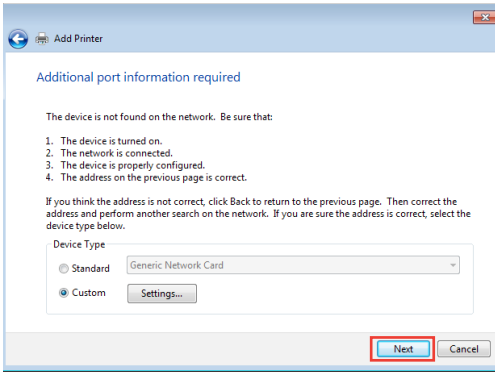 Add Printer
Additional port information required
The device is not found on the network. Be sure that:
1. The device is turned on.
2. The network is connected.
3. The device is properly configured.
4. The address on the previous page is correct.
If you think the address is not correct, click Back to return to the previous page. Then correct the
address and perform another search on the network. If you are sure the address is correct, select the
device type below.
Device Type
Standard Generic Network Card
Custom Settings...
Next Cancel